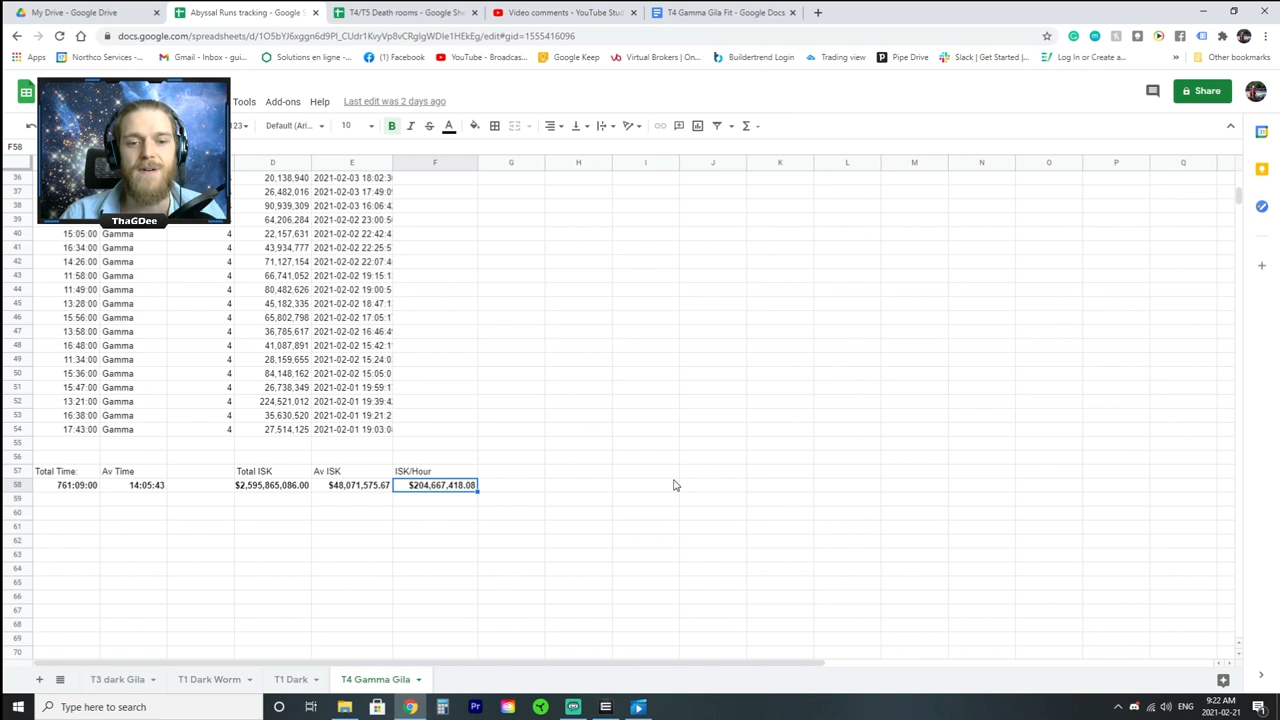 My Drive - Google Drive
Abyssal Runs tracking - Google S
T4/T5 Death rooms - Google She
Video comments - YouTube Stud
T4 Gamma Gila Fit - Google Docs
docs.google.com/spreadsheets/d/1O5bYJ6xggn6d9PI_CUdr1KvyVp8vCRgIgWDIe1HEkEg/edit#gid=1555416096
Apps
Northco Services -...
Gmail - Inbox - gui...
Solutions en ligne -...
(1) Facebook
YouTube - Broadcas...
Google Keep
Virtual Brokers | On...
Buildertrend Login
Trading view
Pipe Drive
Slack | Get Started |...
Log In or Create a...
»
Other bookmarks
Tools
Add-ons
Help
Last edit was 2 days ago
Share
123
Default (Ari...
10
B
I
S
A
F58
D E F G H I J K L M N O P Q
36 20,138,940 2021-02-03 18:02:3
37 26,482,016 2021-02-03 17:49:0
38 90,939,309 2021-02-03 16:06:4
39 64,206,284 2021-02-02 23:00:5
40 15:05:00 Gamma 4 22,157,631 2021-02-02 22:42:4
41 16:34:00 Gamma 4 43,934,777 2021-02-02 22:25:5
42 14:26:00 Gamma 4 71,127,154 2021-02-02 22:07:4
43 11:58:00 Gamma 4 66,741,052 2021-02-02 19:15:1
44 11:49:00 Gamma 4 80,482,626 2021-02-02 19:00:5
45 13:28:00 Gamma 4 45,182,335 2021-02-02 18:47:1
46 15:56:00 Gamma 4 65,802,798 2021-02-02 17:05:1
47 13:58:00 Gamma 4 36,785,617 2021-02-02 16:46:4
48 16:48:00 Gamma 4 41,087,891 2021-02-02 15:42:1
49 11:34:00 Gamma 4 28,159,655 2021-02-02 15:24:0
50 15:36:00 Gamma 4 84,148,162 2021-02-02 15:05:0
51 15:47:00 Gamma 4 26,738,349 2021-02-01 19:59:1
52 13:21:00 Gamma 4 224,521,012 2021-02-01 19:39:4
53 16:38:00 Gamma 4 35,630,520 2021-02-01 19:21:2
54 17:43:00 Gamma 4 27,514,125 2021-02-01 19:03:0
55
56
57 Total Time: Av Time Total ISK Av ISK ISK/Hour
58 761:09:00 14:05:43 $2,595,865,086.00 $48,071,575.67 $204,667,418.08
59
60
61
62
63
64
65
66
67
68
69
70
ThaGDee
T3 dark Gila
T1 Dark Worm
T1 Dark
T4 Gamma Gila
Type here to search
ENG
9:22 AM
2021-02-21